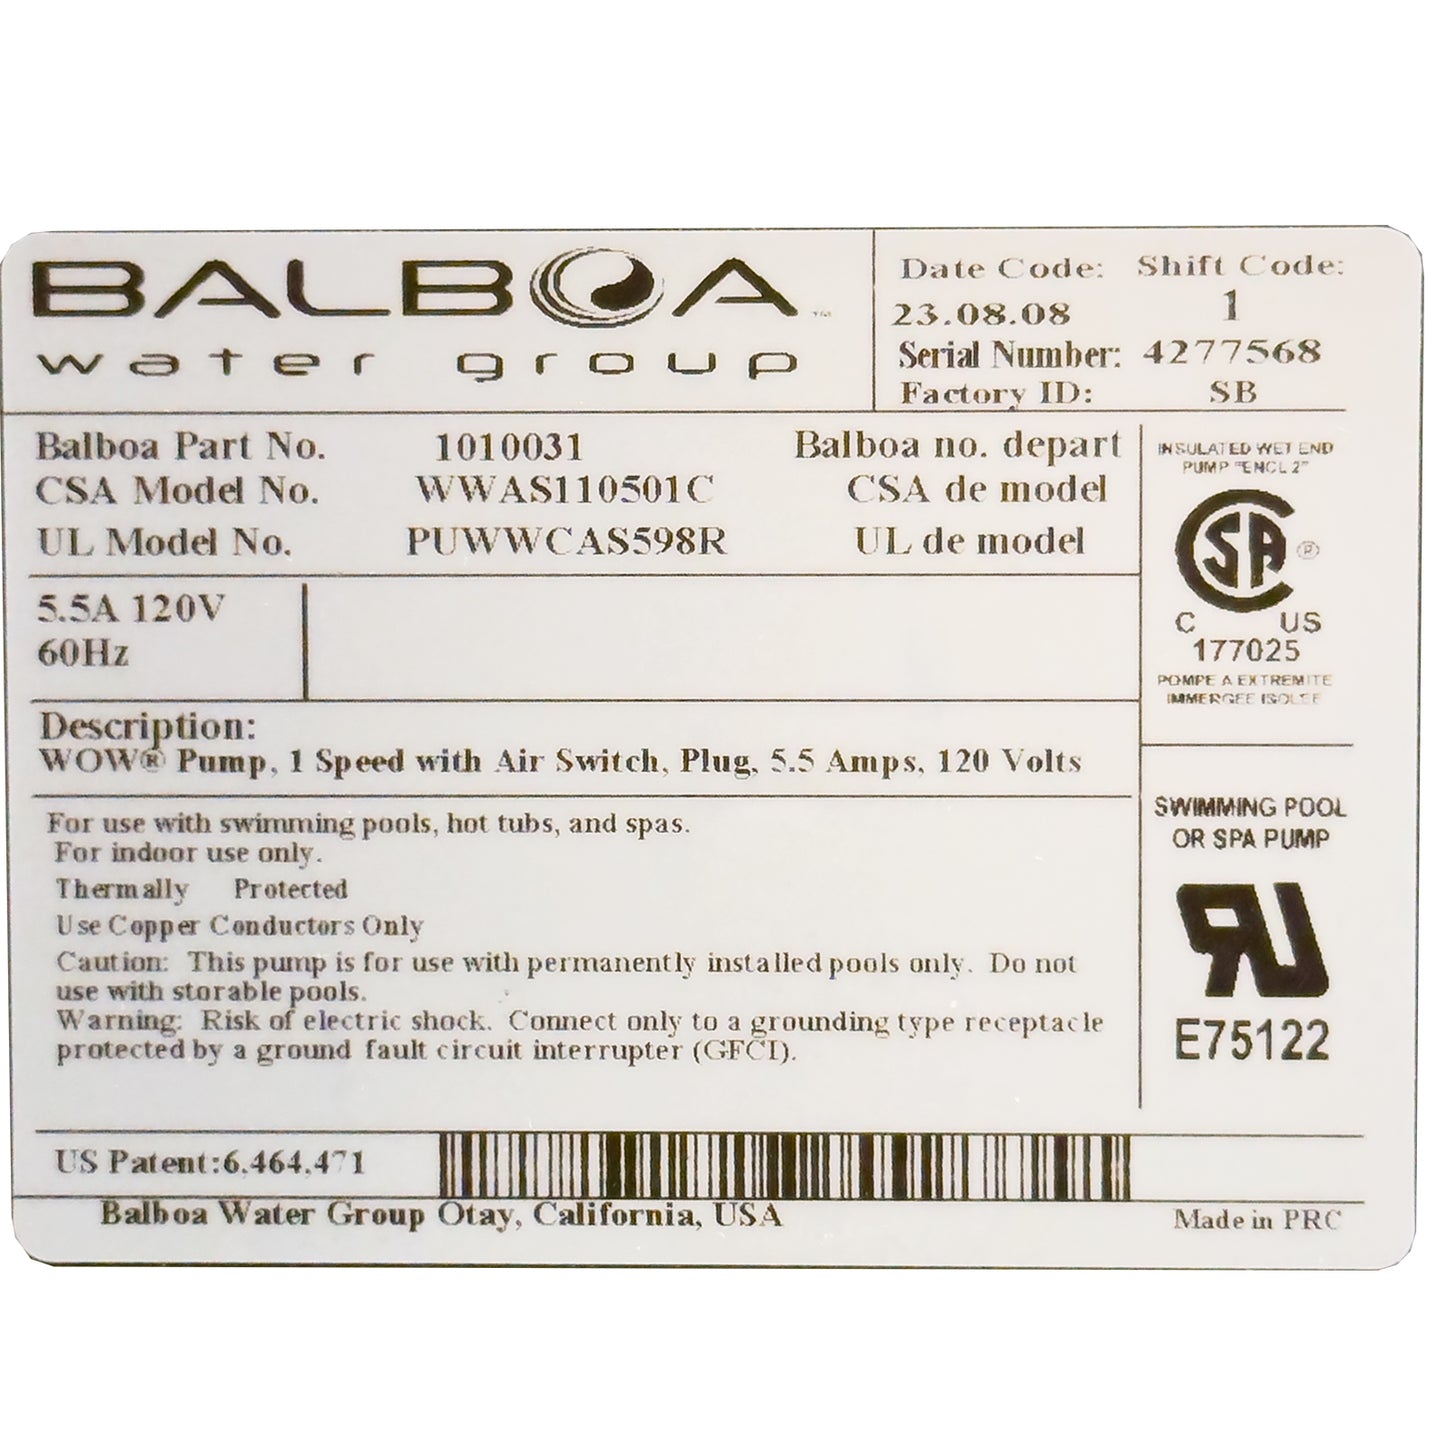 BALBOA ™
water group
Date Code: Shift Code:
23.08.08 1
Serial Number: 4277568
Factory ID: SB
Balboa Part No. 1010031 Balboa no. depart
CSA Model No. WWAS110501C CSA de model
UL Model No. PUWWCAS598R UL de model
INSULATED WET END
PUMP "ENCL 2"
CSA ®
C US
177025
POMPE A EXTREMITE
IMMERGEE ISOLEE
5.5A 120V
60Hz
Description:
WOW® Pump, 1 Speed with Air Switch, Plug, 5.5 Amps, 120 Volts
For use with swimming pools, hot tubs, and spas.
For indoor use only.
Thermally Protected
Use Copper Conductors Only
Caution: This pump is for use with permanently installed pools only. Do not
use with storable pools.
Warning: Risk of electric shock. Connect only to a grounding type receptacle
protected by a ground fault circuit interrupter (GFCI).
SWIMMING POOL
OR SPA PUMP
RU
E75122
US Patent:6,464,471
Balboa Water Group Otay, California, USA
Made in PRC